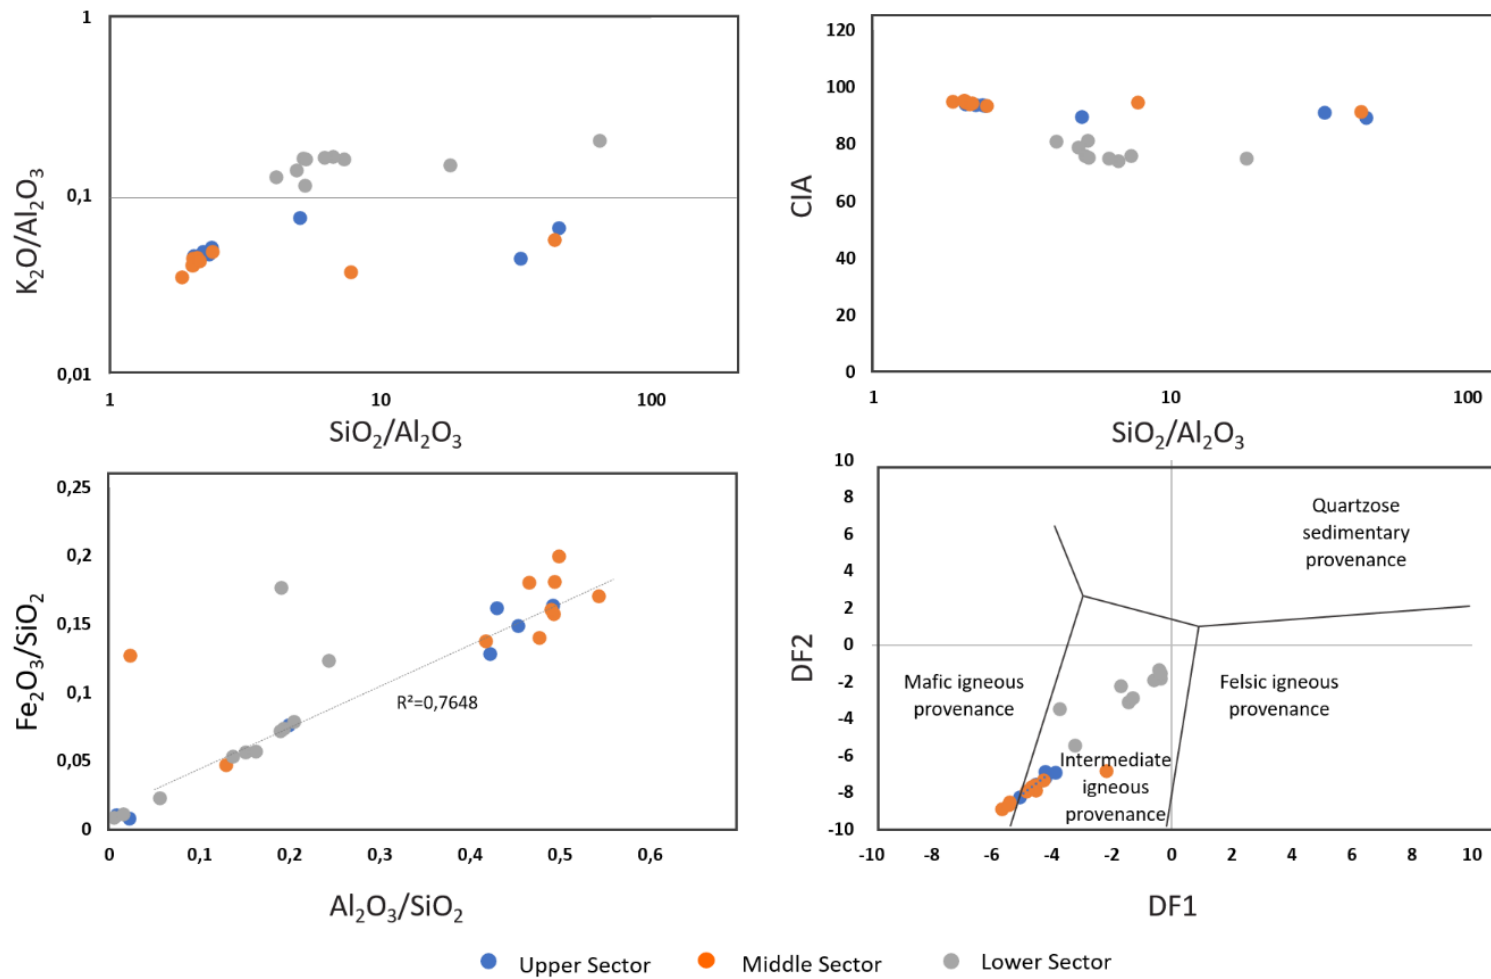 1
0,1
0,01
K₂O/Al₂O₃
1
10
100
SiO₂/Al₂O₃
120
100
80
60
40
20
0
CIA
1
10
100
SiO₂/Al₂O₃
0,25
0,2
0,15
0,1
0,05
0
Fe₂O₃/SiO₂
R²=0,7648
0
0,1
0,2
0,3
0,4
0,5
0,6
Al₂O₃/SiO₂
10
8
6
4
2
0
-2
-4
-6
-8
-10
DF2
Quartzose
sedimentary
provenance
Mafic igneous
provenance
Felsic igneous
provenance
Intermediate
igneous
provenance
-10
-8
-6
-4
-2
0
2
4
6
8
10
DF1
Upper Sector
Middle Sector
Lower Sector